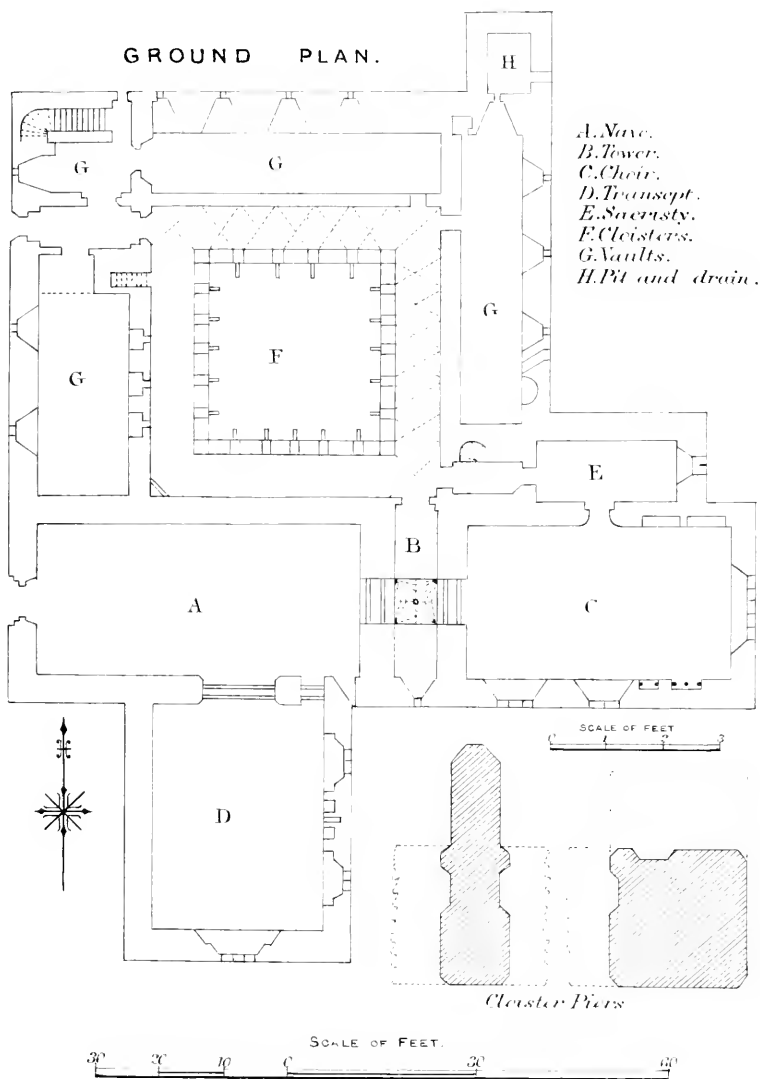 GROUND PLAN.
H
A. Nave.
B. Tower.
C. Choir.
D. Transept.
E. Sacristy.
F. Cloisters.
G. Vaults.
H. Pit and drain.
G
G
G
F
G
E
B
A
C
SCALE OF FEET
0 1 2 3
D
Cloister Piers
SCALE OF FEET.
30 20 10 0 30 60